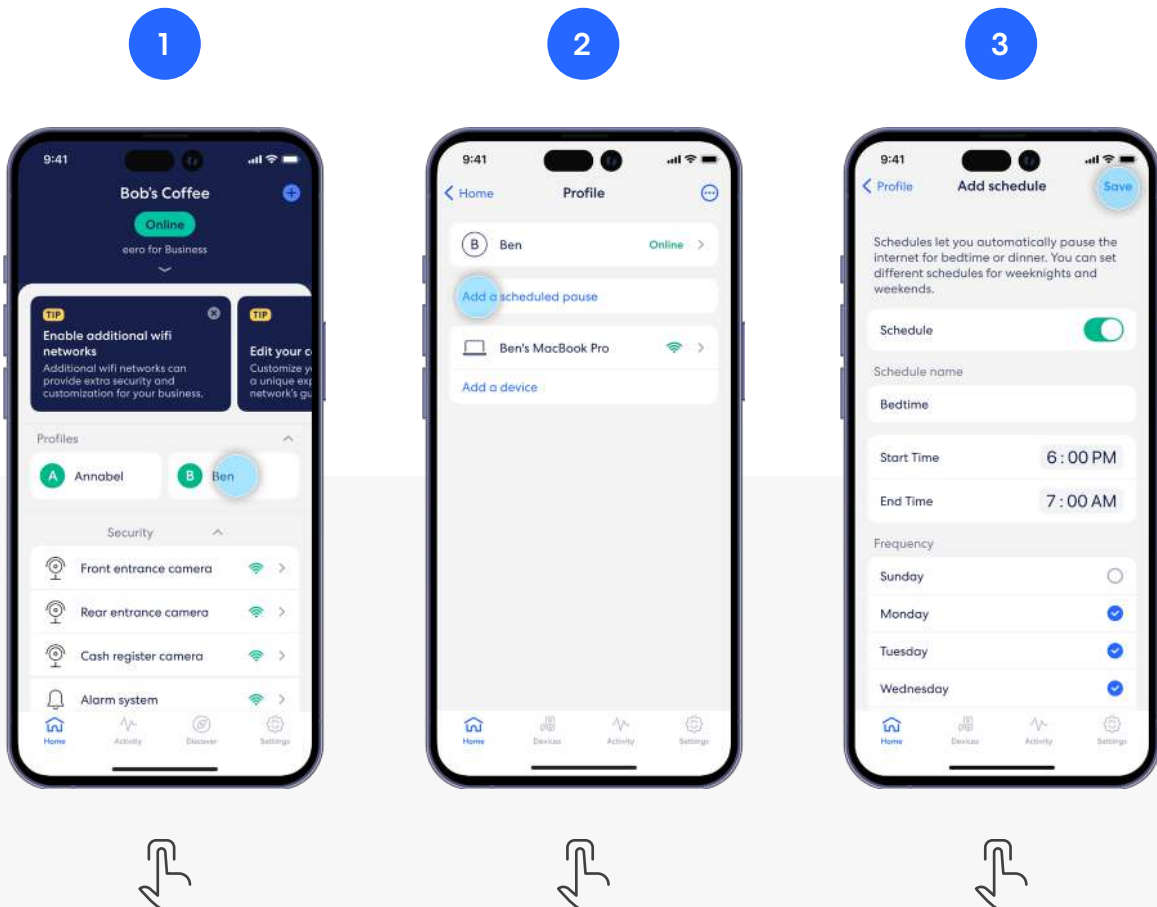 1
2
3
9:41
Bob's Coffee
Online
eero for Business
TIP
Enable additional wifi
networks
Additional wifi networks can
provide extra security and
customization for your business.
TIP
Edit your
Customize
a unique
network's
Profiles
A Annabel
B Ben
Security
Front entrance camera
Rear entrance camera
Cash register camera
Alarm system
Home Activity Discover Settings
9:41
Home Profile
B Ben Online
Add a scheduled pause
Ben's MacBook Pro
Add a device
Home Devices Activity Settings
9:41
Profile Add schedule Save
Schedules let you automatically pause the
internet for bedtime or dinner. You can set
different schedules for weeknights and
weekends.
Schedule
Schedule name
Bedtime
Start Time 6:00 PM
End Time 7:00 AM
Frequency
Sunday
Monday
Tuesday
Wednesday
Home Devices Activity Settings